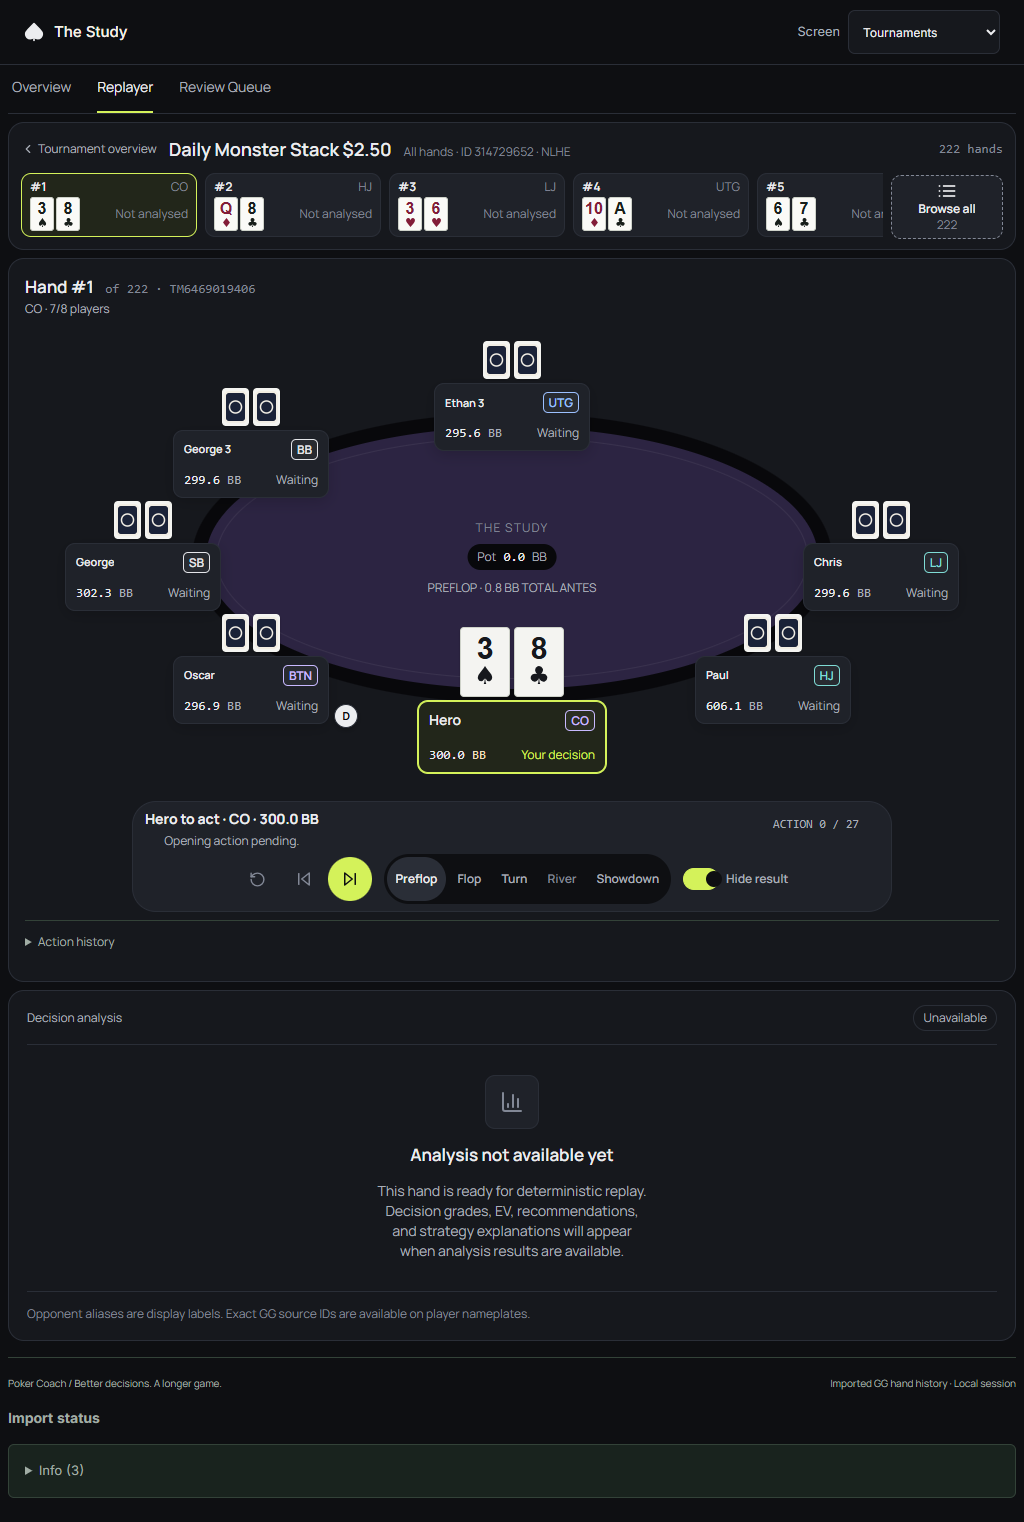 The Study
Screen
Tournaments
Overview
Replayer
Review Queue
Tournament overview
Daily Monster Stack $2.50
All hands · ID 314729652 · NLHE
222 hands
#1 CO
3 8
Not analysed
#2 HJ
Q 8
Not analysed
#3 LJ
3 6
Not analysed
#4 UTG
10 A
Not analysed
#5
6 7
Not ar
Browse all
222
Hand #1 of 222 · TM6469019406
CO · 7/8 players
Ethan 3 UTG
295.6 BB Waiting
George 3 BB
299.6 BB Waiting
George SB
302.3 BB Waiting
Chris LJ
299.6 BB Waiting
THE STUDY
Pot 0.0 BB
PREFLOP · 0.8 BB TOTAL ANTES
Oscar BTN
296.9 BB Waiting
D
3 8
Hero CO
300.0 BB Your decision
Paul HJ
606.1 BB Waiting
Hero to act · CO · 300.0 BB
ACTION 0 / 27
Opening action pending.
Preflop
Flop
Turn
River
Showdown
Hide result
Action history
Decision analysis
Unavailable
Analysis not available yet
This hand is ready for deterministic replay.
Decision grades, EV, recommendations,
and strategy explanations will appear
when analysis results are available.
Opponent aliases are display labels. Exact GG source IDs are available on player nameplates.
Poker Coach / Better decisions. A longer game.
Imported GG hand history · Local session
Import status
Info (3)